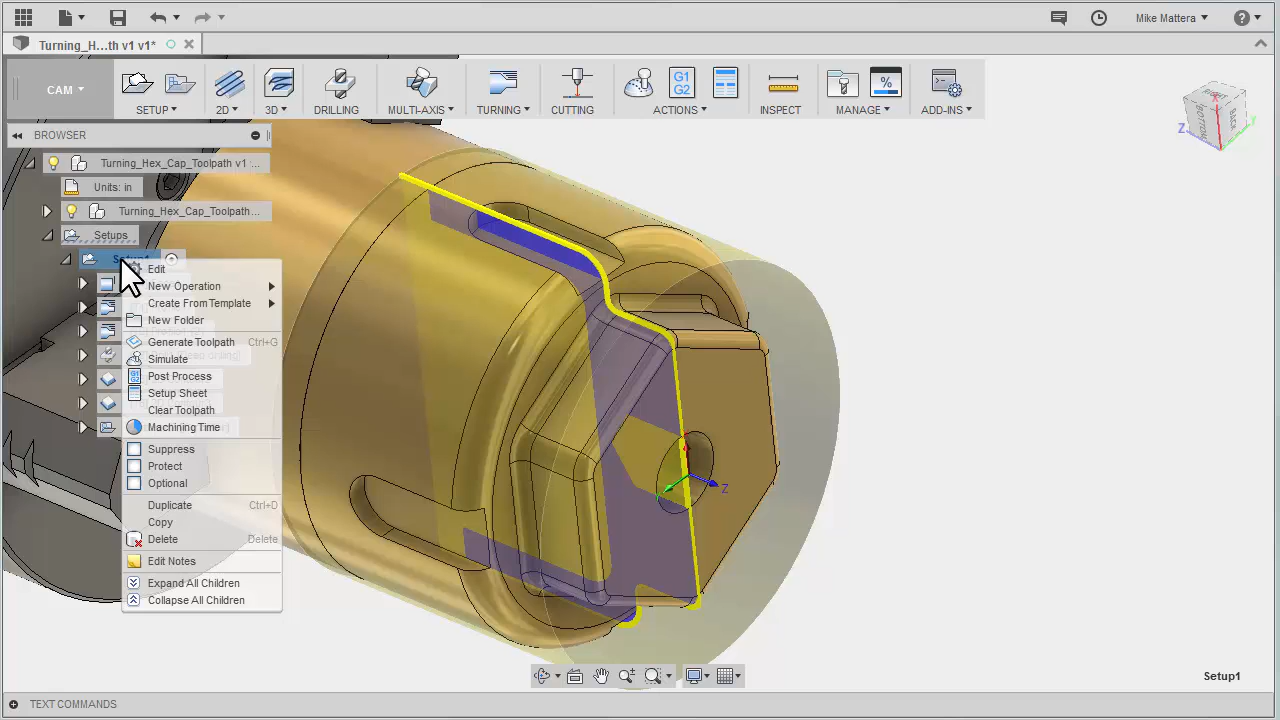 Mike Mattera
Turning_H...th v1 v1*
CAM
SETUP
2D
3D
DRILLING
MULTI-AXIS
TURNING
CUTTING
G1
G2
ACTIONS
INSPECT
%
MANAGE
ADD-INS
BROWSER
Turning_Hex_Cap_Toolpath v1 ...
Units: in
Turning_Hex_Cap_Toolpath...
Setups
Edit
New Operation
Create From Template
New Folder
Generate Toolpath Ctrl+G
Simulate
Post Process
Setup Sheet
Clear Toolpath
Machining Time
Suppress
Protect
Optional
Duplicate Ctrl+D
Copy
Delete Delete
Edit Notes
Expand All Children
Collapse All Children
X
Y
Z
Z
Setup1
TEXT COMMANDS